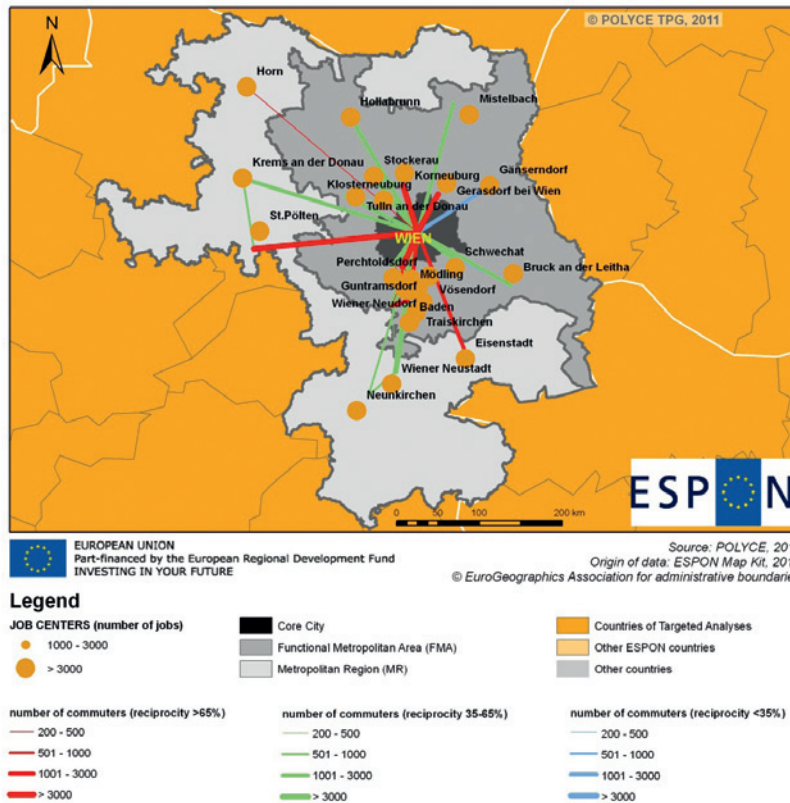 N
© POLYCE TPG, 2011
Horn
Hollabrunn
Mistelbach
Krems an der Donau
Stockerau
Gänserndorf
Korneuburg
Klosterneuburg
Gerasdorf bei Wien
Tulln an der Donau
St.Pölten
WIEN
Schwechat
Perchtoldsdorf
Mödling
Bruck an der Leitha
Guntramsdorf
Vösendorf
Wiener Neudorf
Baden
Traiskirchen
Eisenstadt
Wiener Neustadt
Neunkirchen
ESPON
0 50 100 200 km
EUROPEAN UNION
Part-financed by the European Regional Development Fund
INVESTING IN YOUR FUTURE
Source: POLYCE, 201
Origin of data: ESPON Map Kit, 201
© EuroGeographics Association for administrative boundarie
Legend
JOB CENTERS (number of jobs)
1000 - 3000
> 3000
Core City
Functional Metropolitan Area (FMA)
Metropolitan Region (MR)
Countries of Targeted Analyses
Other ESPON countries
Other countries
number of commuters (reciprocity >65%)
200 - 500
501 - 1000
1001 - 3000
> 3000
number of commuters (reciprocity 35-65%)
200 - 500
501 - 1000
1001 - 3000
> 3000
number of commuters (reciprocity <35%)
200 - 500
501 - 1000
1001 - 3000
> 3000